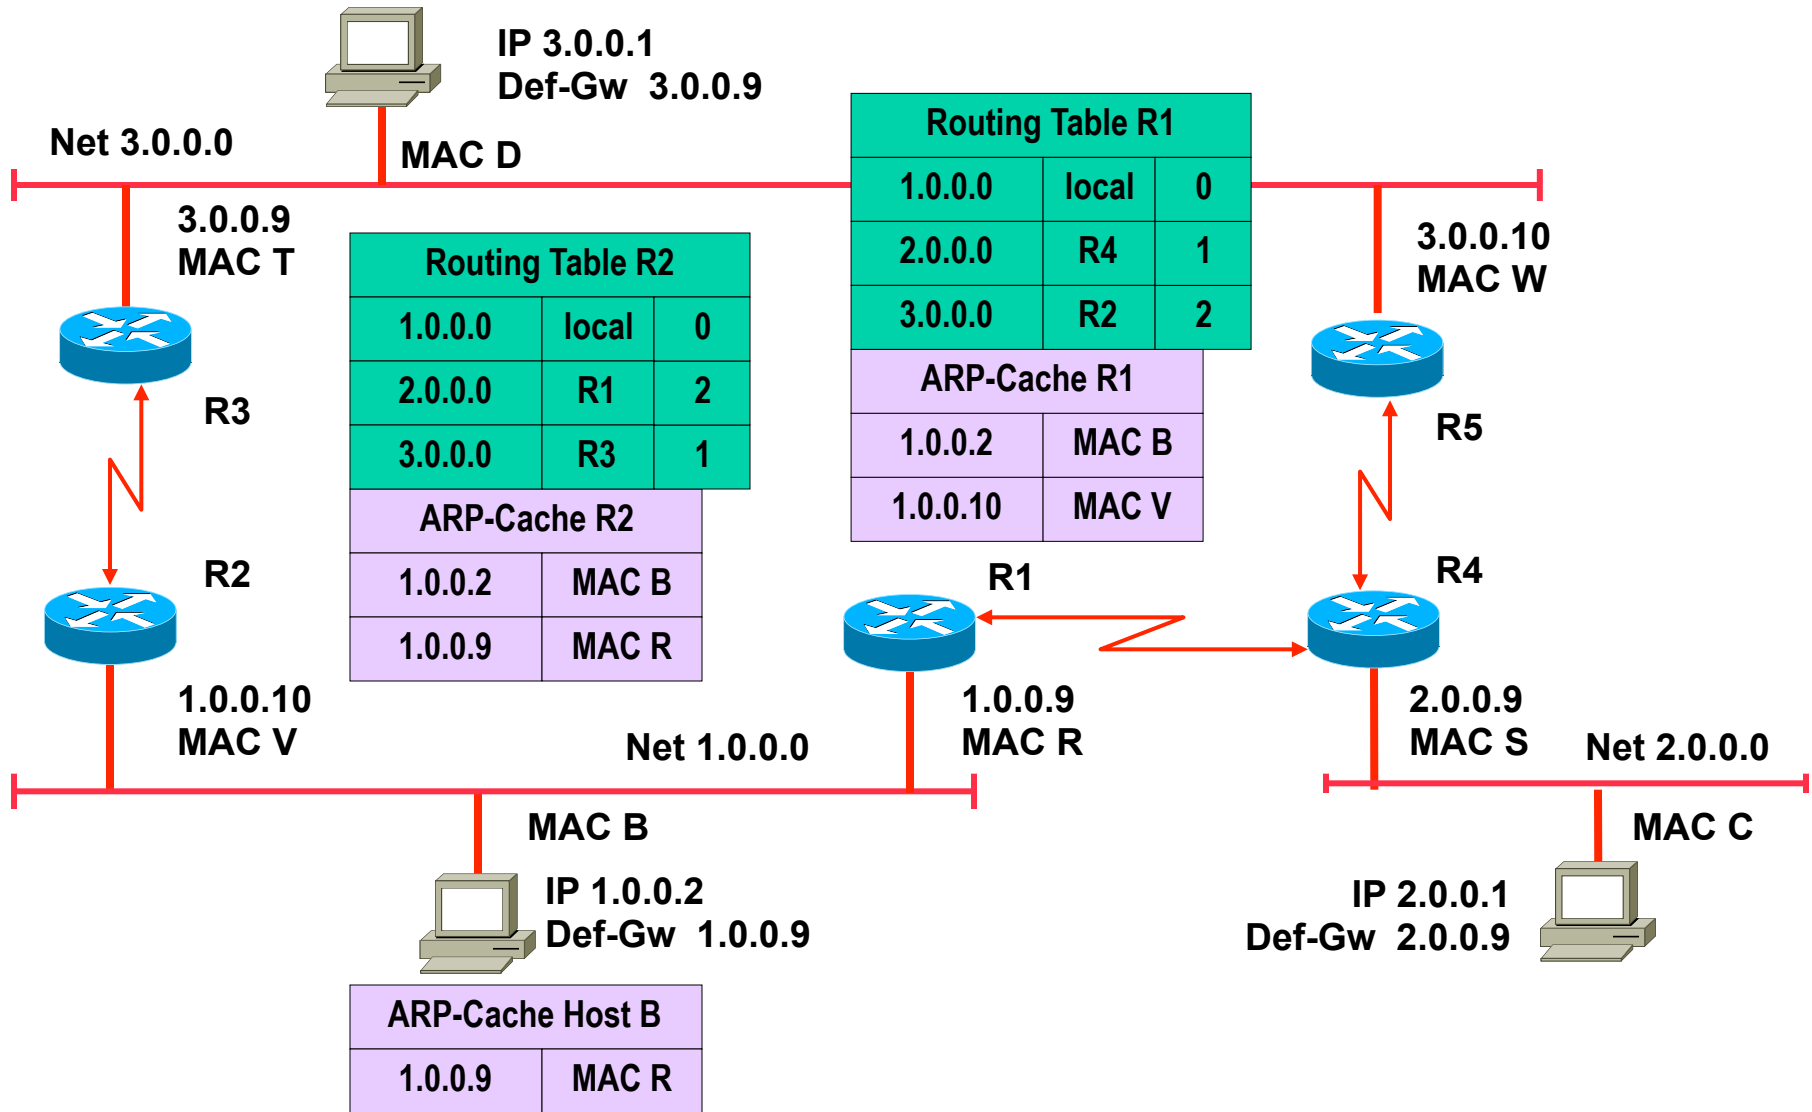 IP 3.0.0.1
Def-Gw 3.0.0.9
Net 3.0.0.0
MAC D
3.0.0.9
MAC T
R3
Routing Table R1
1.0.0.0 local 0
2.0.0.0 R4 1
3.0.0.0 R2 2
ARP-Cache R1
1.0.0.2 MAC B
1.0.0.10 MAC V
3.0.0.10
MAC W
R5
Routing Table R2
1.0.0.0 local 0
2.0.0.0 R1 2
3.0.0.0 R3 1
ARP-Cache R2
1.0.0.2 MAC B
1.0.0.9 MAC R
R2
1.0.0.10
MAC V
R1
1.0.0.9
MAC R
R4
2.0.0.9
MAC S
Net 1.0.0.0
Net 2.0.0.0
MAC B
IP 1.0.0.2
Def-Gw 1.0.0.9
MAC C
IP 2.0.0.1
Def-Gw 2.0.0.9
ARP-Cache Host B
1.0.0.9 MAC R